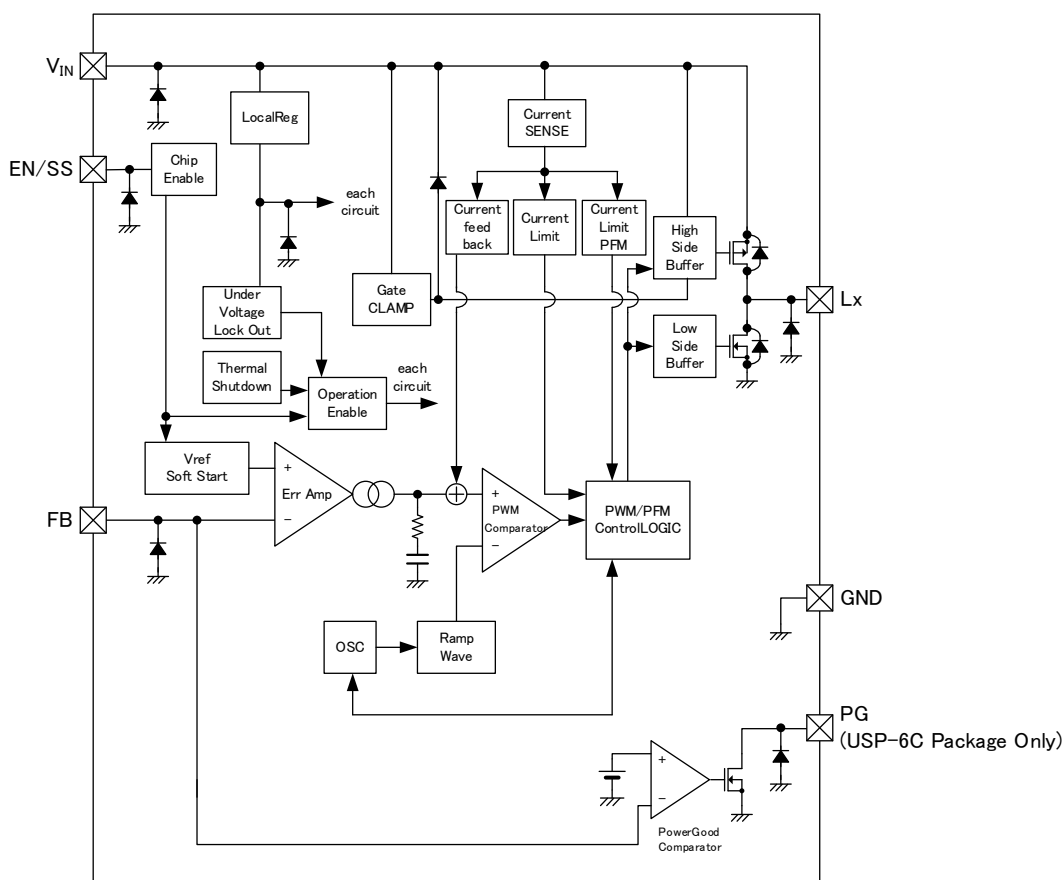 VIN
LocalReg
Current
SENSE
EN/SS
Chip
Enable
each
circuit
Current
feed
back
Current
Limit
Current
Limit
PFM
High
Side
Buffer
Gate
CLAMP
Under
Voltage
Lock Out
Lx
Low
Side
Buffer
Thermal
Shutdown
Operation
Enable
each
circuit
Vref
Soft Start
+
Err Amp
−
+
PWM
Comparator
−
PWM/PFM
ControlLOGIC
FB
GND
OSC
Ramp
Wave
PG
(USP-6C Package Only)
+
−
PowerGood
Comparator